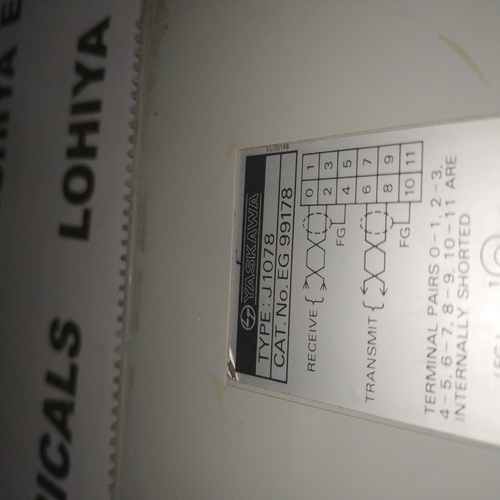 LOHIYA
ICALS
YASKAWA
TYPE : J1078
CAT. No. EG 99178
1 3 5 7 9 11
0 2 4 6 8 10
RECEIVE
FG
TRANSMIT
FG
TERMINAL PAIRS 0-1, 2-3,
4-5, 6-7, 8-9, 10-11 ARE
INTERNALLY SHORTED